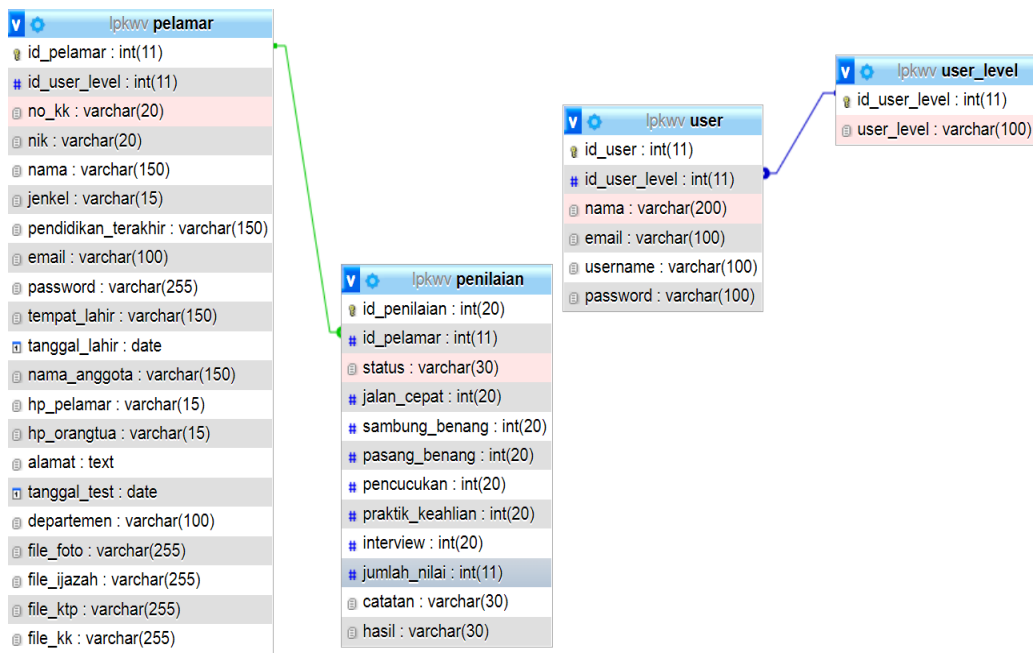 lpkwv pelamar
id_pelamar : int(11)
id_user_level : int(11)
no_kk : varchar(20)
nik : varchar(20)
nama : varchar(150)
jenkel : varchar(15)
pendidikan_terakhir : varchar(150)
email : varchar(100)
password : varchar(255)
tempat_lahir : varchar(150)
tanggal_lahir : date
nama_anggota : varchar(150)
hp_pelamar : varchar(15)
hp_orangtua : varchar(15)
alamat : text
tanggal_test : date
departemen : varchar(100)
file_foto : varchar(255)
file_ijazah : varchar(255)
file_ktp : varchar(255)
file_kk : varchar(255)
lpkwv penilaian
id_penilaian : int(20)
id_pelamar : int(11)
status : varchar(30)
jalan_cepat : int(20)
sambung_benang : int(20)
pasang_benang : int(20)
pencucukan : int(20)
praktik_keahlian : int(20)
interview : int(20)
jumlah_nilai : int(11)
catatan : varchar(30)
hasil : varchar(30)
lpkwv user
id_user : int(11)
id_user_level : int(11)
nama : varchar(200)
email : varchar(100)
username : varchar(100)
password : varchar(100)
lpkwv user_level
id_user_level : int(11)
user_level : varchar(100)